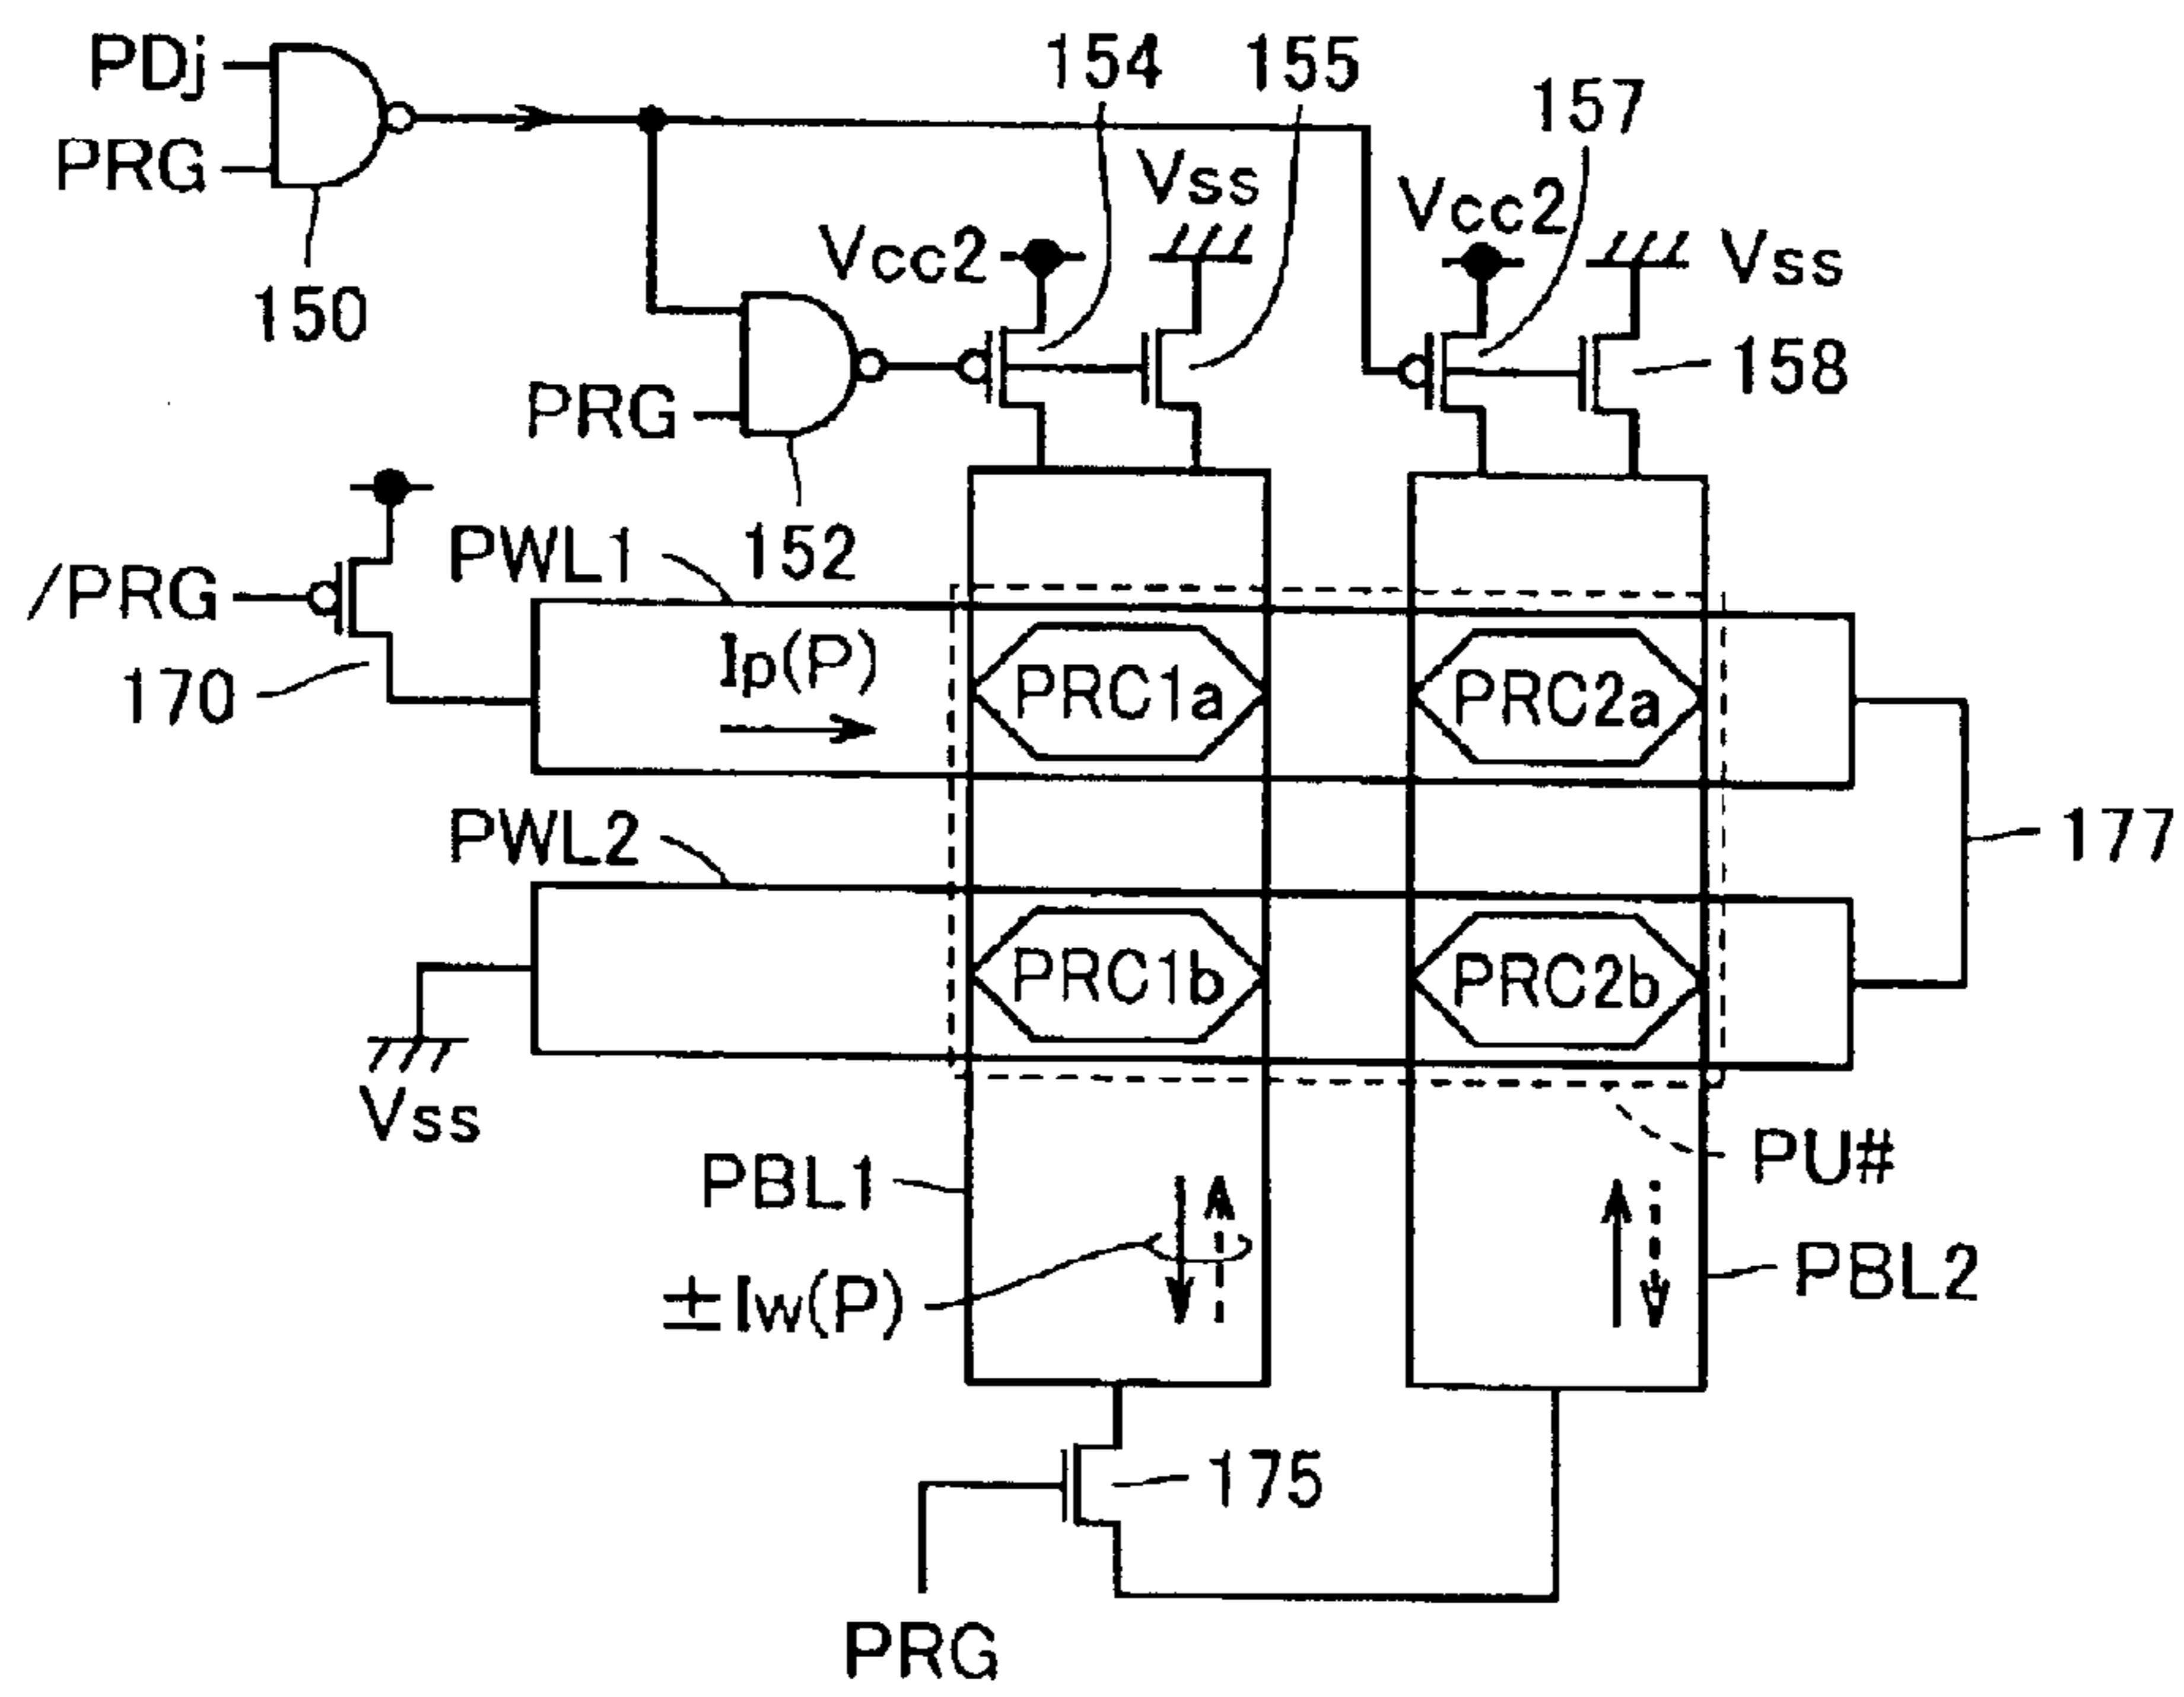 PDj
PRG
150
154
155
157
Vss
Vcc2
Vcc2
Vss
158
PRG
152
/PRG
170
PWL1
Ip(P)
PRC1a
PRC2a
177
PWL2
PRC1b
PRC2b
Vss
PBL1
PU#
±Iw(P)
PBL2
175
PRG